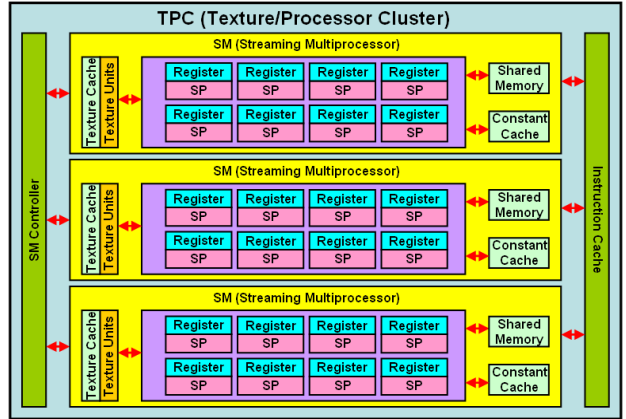 TPC (Texture/Processor Cluster)
SM Controller
SM (Streaming Multiprocessor)
Texture Cache
Texture Units
Register Register Register Register
SP SP SP SP
Register Register Register Register
SP SP SP SP
Shared
Memory
Constant
Cache
SM (Streaming Multiprocessor)
Texture Cache
Texture Units
Register Register Register Register
SP SP SP SP
Register Register Register Register
SP SP SP SP
Shared
Memory
Constant
Cache
SM (Streaming Multiprocessor)
Texture Cache
Texture Units
Register Register Register Register
SP SP SP SP
Register Register Register Register
SP SP SP SP
Shared
Memory
Constant
Cache
Instruction Cache